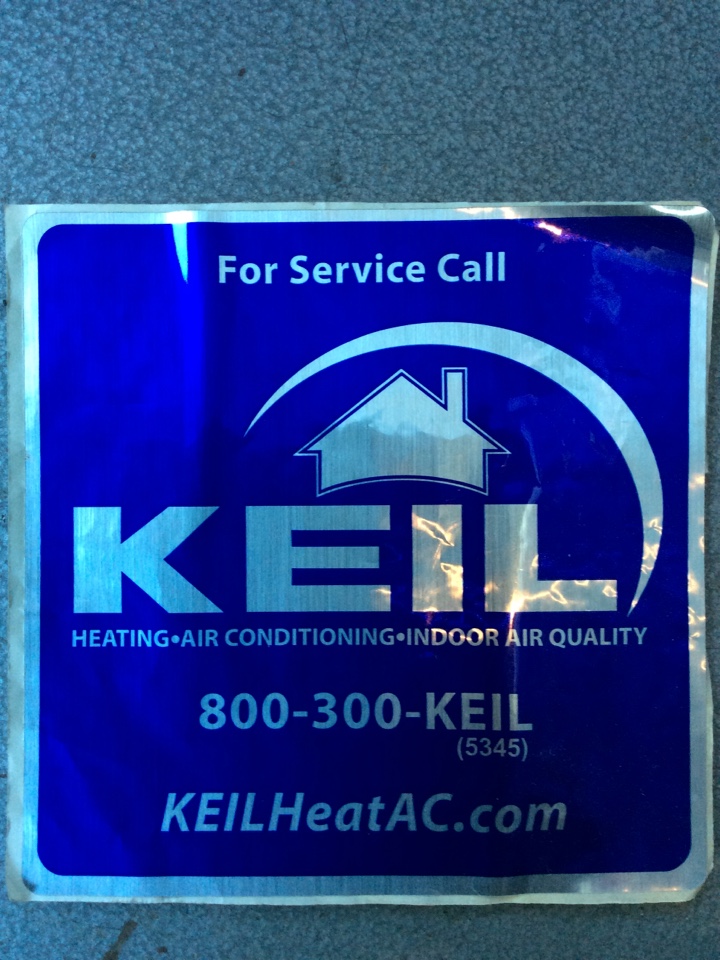 For Service Call
KEIL
HEATING•AIR CONDITIONING•INDOOR AIR QUALITY
800-300-KEIL
(5345)
KEILHeatAC.com